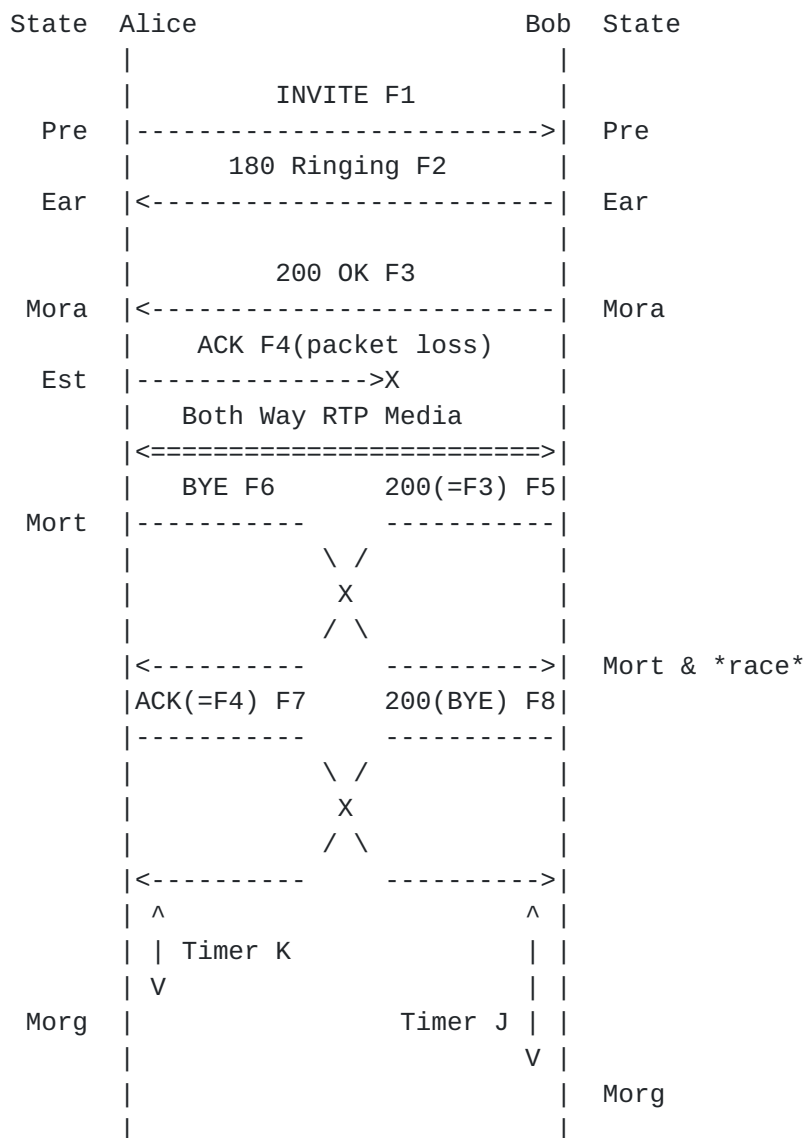 State  Alice                     Bob  State
       |                           |
       |         INVITE F1         |
  Pre  |-------------------------->|  Pre
       |      180 Ringing F2       |
  Ear  |<--------------------------|  Ear
       |                           |
       |         200 OK F3         |
 Mora  |<--------------------------|  Mora
       |    ACK F4(packet loss)    |
  Est  |--------------->X          |
       |   Both Way RTP Media      |
       |<=========================>|
       |   BYE F6       200(=F3) F5|
 Mort  |-----------     -----------|
       |            \ /            |
       |             X             |
       |            / \            |
       |<----------     ---------->|  Mort & *race*
       |ACK(=F4) F7     200(BYE) F8|
       |-----------     -----------|
       |            \ /            |
       |             X             |
       |            / \            |
       |<----------     ---------->|
       | ^                       ^ |
       | | Timer K               | |
       | V                       | |
 Morg  |                 Timer J | |
       |                         V |
       |                           |  Morg
       |                           |